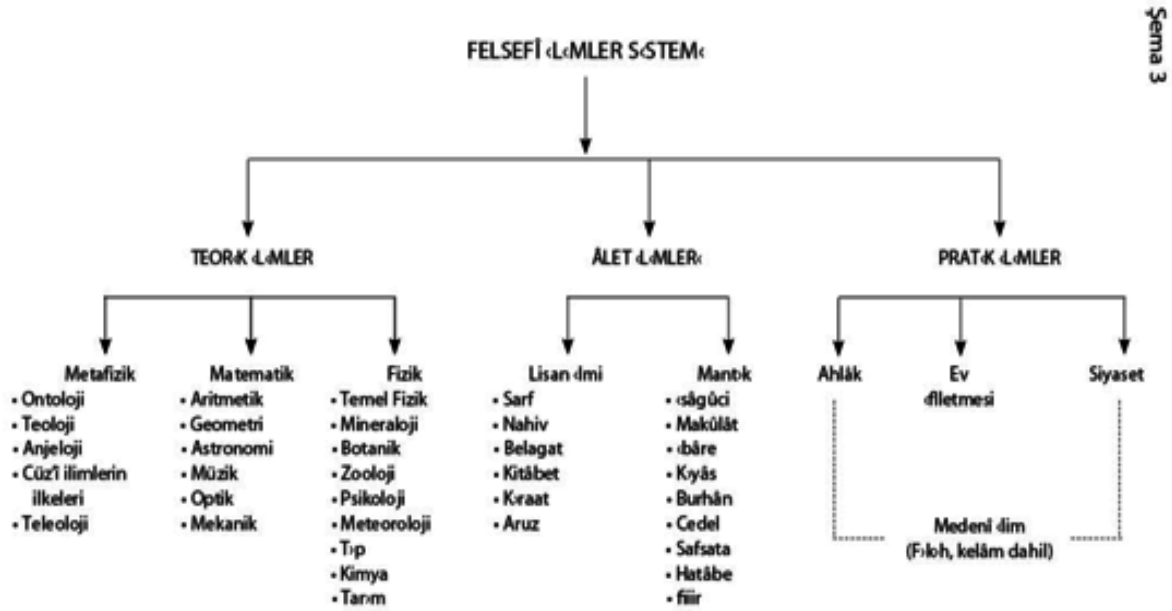 Şema 3
FELSEFÎ ‹L‹MLER S‹STEM‹
TEOR‹K ‹L‹MLER
ÂLET ‹L‹MLER‹
PRAT‹K ‹L‹MLER
Metafizik
• Ontoloji
• Teoloji
• Anjeloji
• Cüz'î ilimlerin
ilkeleri
• Teleoloji
Matematik
• Aritmetik
• Geometri
• Astronomi
• Müzik
• Optik
• Mekanik
Fizik
• Temel Fizik
• Mineraloji
• Botanik
• Zooloji
• Psikoloji
• Meteoroloji
• T›p
• Kimya
• Tar›m
Lisan ‹lmi
• Sarf
• Nahiv
• Belagat
• Kitâbet
• K›raat
• Aruz
Mant›k
• ‹sâgûci
• Makûlât
• ‹bâre
• K›yâs
• Burhân
• Cedel
• Safsata
• Hatâbe
• fiiir
Ahlâk
Ev
‹flletmesi
Siyaset
Medenî ‹lim
(F›k›h, kelâm dahil)